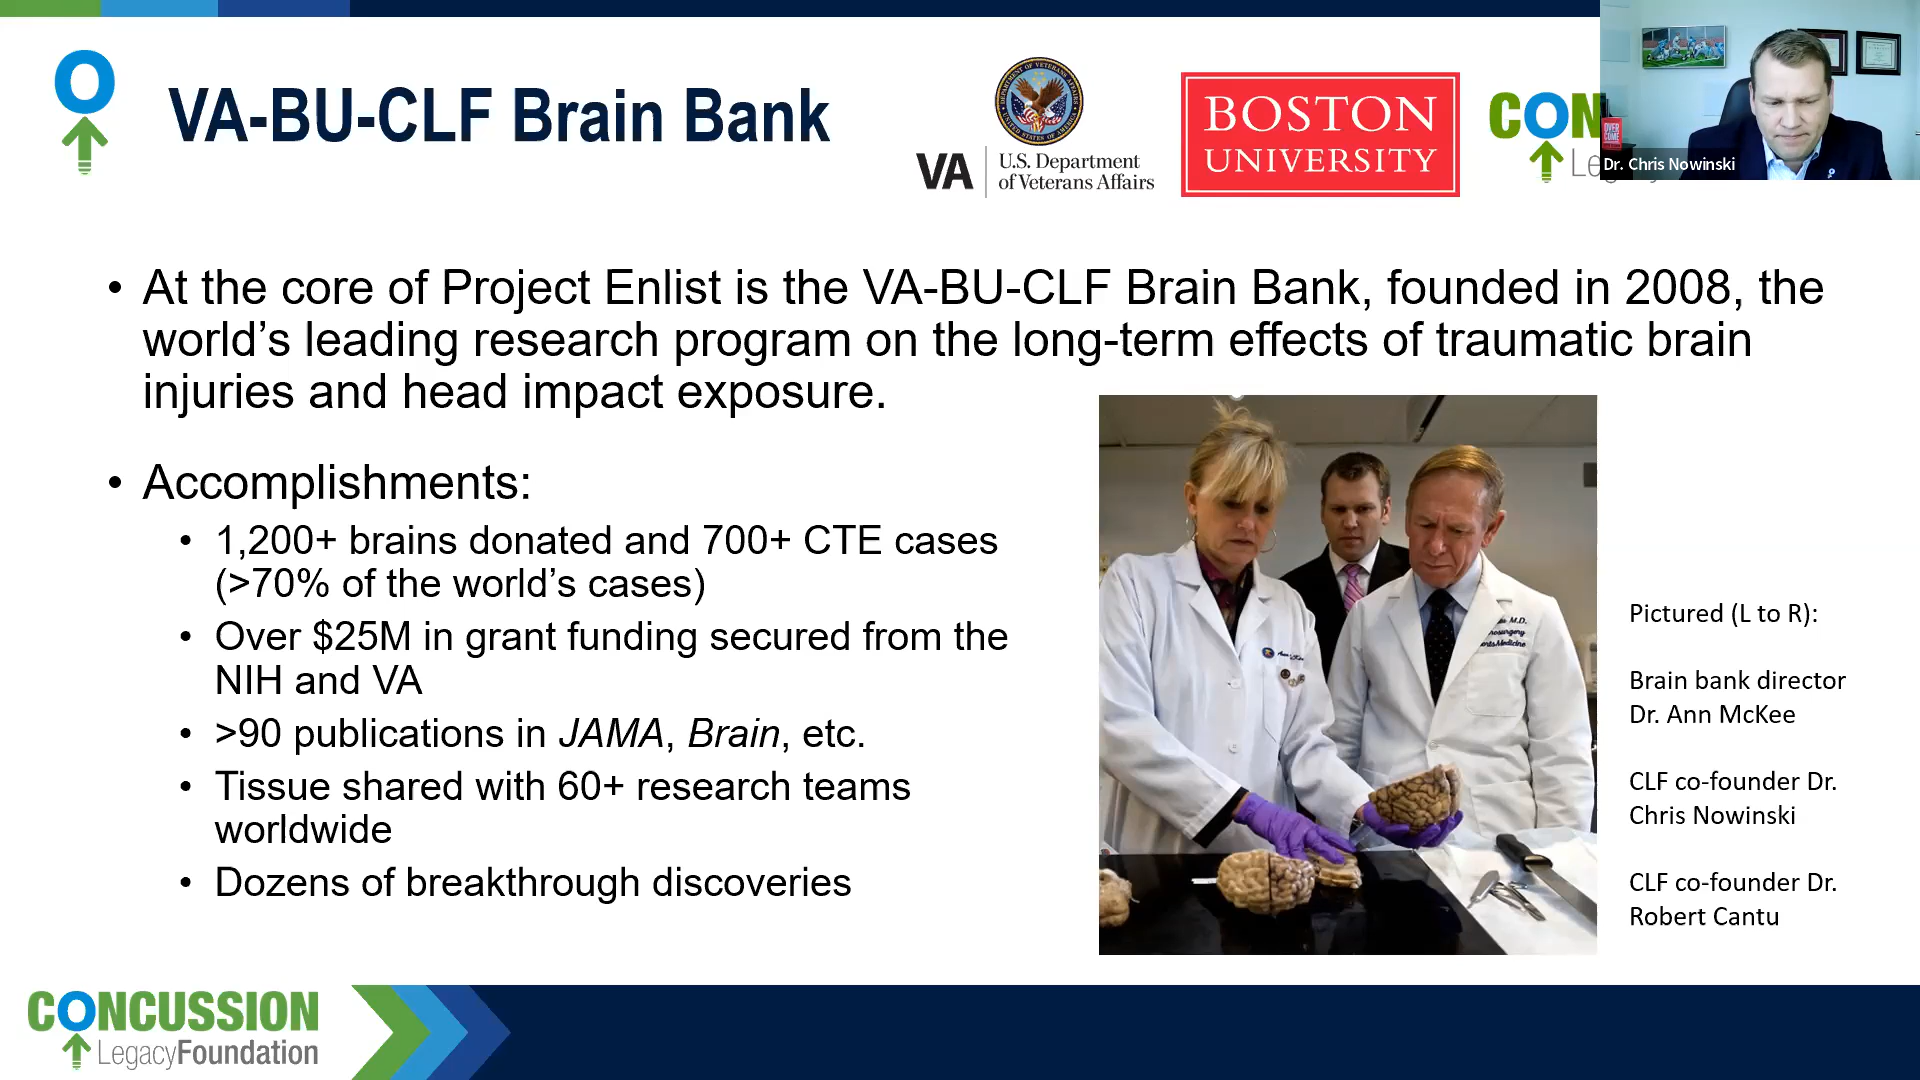 VA-BU-CLF Brain Bank
VA
U.S. Department
of Veterans Affairs
BOSTON
UNIVERSITY
CON
Leg
Dr. Chris Nowinski
OVER
COME
• At the core of Project Enlist is the VA-BU-CLF Brain Bank, founded in 2008, the
world’s leading research program on the long-term effects of traumatic brain
injuries and head impact exposure.
• Accomplishments:
• 1,200+ brains donated and 700+ CTE cases
(>70% of the world’s cases)
• Over $25M in grant funding secured from the
NIH and VA
• >90 publications in JAMA, Brain, etc.
• Tissue shared with 60+ research teams
worldwide
• Dozens of breakthrough discoveries
M.D.
Pictured (L to R):
Brain bank director
Dr. Ann McKee
CLF co-founder Dr.
Chris Nowinski
CLF co-founder Dr.
Robert Cantu
CONCUSSION
LegacyFoundation